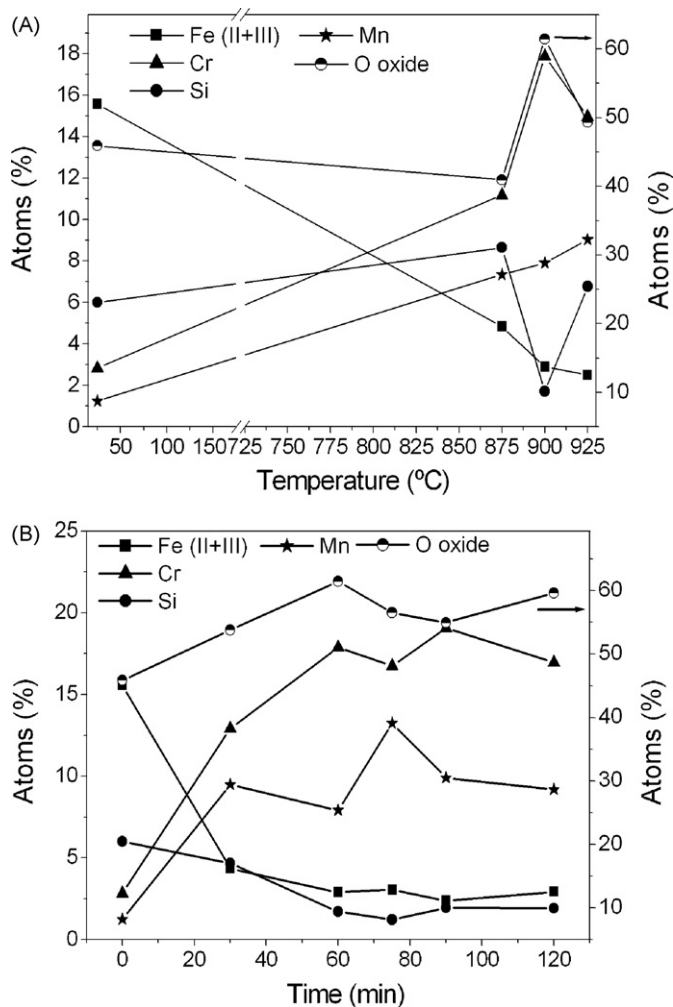 (A)
Fe (II+III) Mn
Cr O oxide
Si
Atoms (%)
18
16
14
12
10
8
6
4
2
0
60
50
40
30
20
10
Atoms (%)
50 100 150 725 750 775 800 825 850 875 900 925
Temperature (ºC)
(B)
Fe (II+III) Mn O oxide
Cr
Si
Atoms (%)
25
20
15
10
5
0
60
50
40
30
20
10
Atoms (%)
0 20 40 60 80 100 120
Time (min)